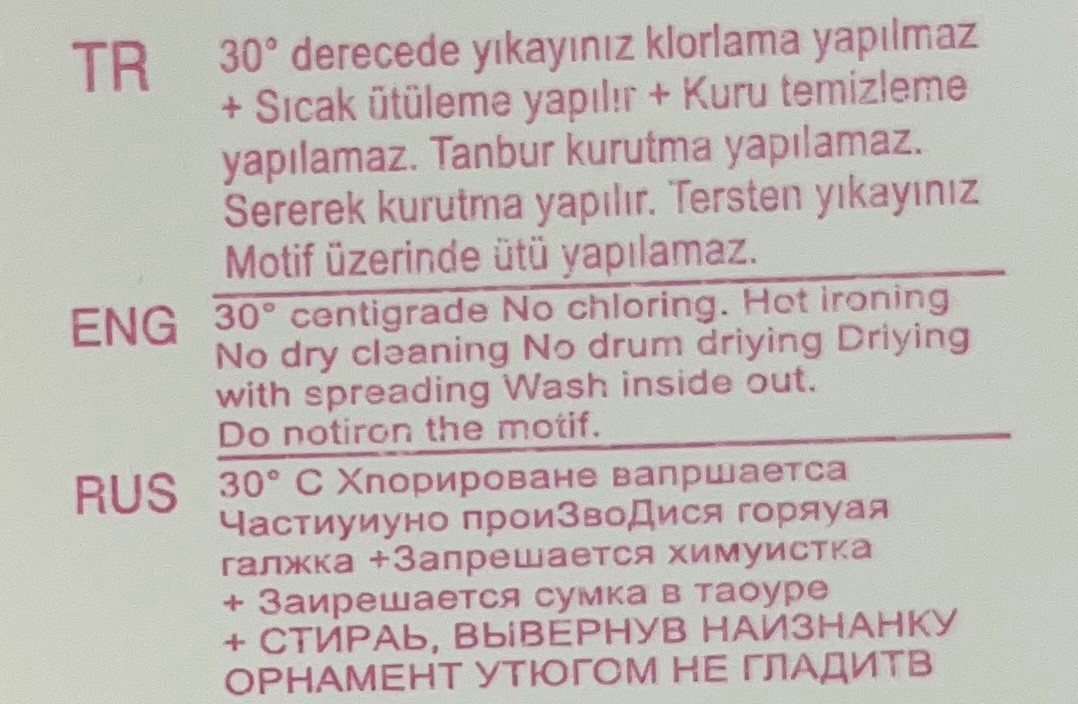 TR
30° derecede yıkayınız klorlama yapılmaz
+ Sıcak ütüleme yapılır + Kuru temizleme
yapılamaz. Tanbur kurutma yapılamaz.
Sererek kurutma yapılır. Tersten yıkayınız
Motif üzerinde ütü yapılamaz.
ENG
30° centigrade No chloring. Hot ironing
No dry cleaning No drum driying Driying
with spreading Wash inside out.
Do notiron the motif.
RUS
30° C Хпорироване вапршаетса
Частиуиуно произЗвоДися горяуая
галжка +Запрешается химуистка
+ Заирешается сумка в таоуре
+ СТИРАЬ, ВЫВЕРНУВ НАИЗНАНКУ
ОРНАМЕНТ УТЮГОМ НЕ ГЛАДИТВ